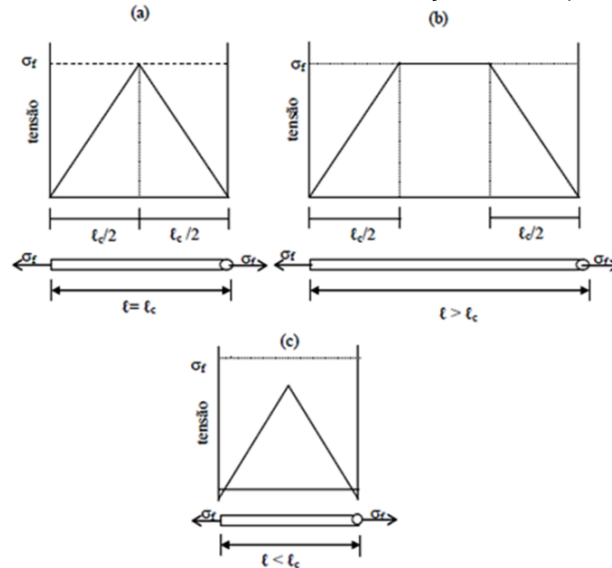 (a)
(b)
σf
tensão
ℓc/2
ℓc /2
σf
tensão
ℓc/2
ℓc/2
σf
σf
ℓ= ℓc
σf
σf
ℓ > ℓc
(c)
σf
tensão
σf
σf
ℓ < ℓc